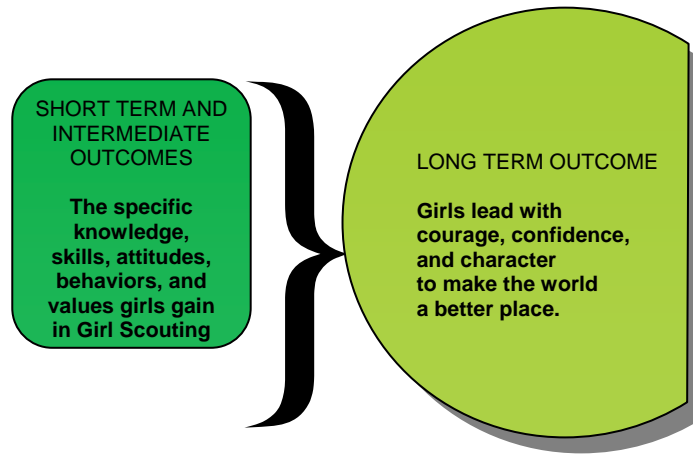 SHORT TERM AND
INTERMEDIATE
OUTCOMES
The specific
knowledge,
skills, attitudes,
behaviors, and
values girls gain
in Girl Scouting
LONG TERM OUTCOME
Girls lead with
courage, confidence,
and character
to make the world
a better place.